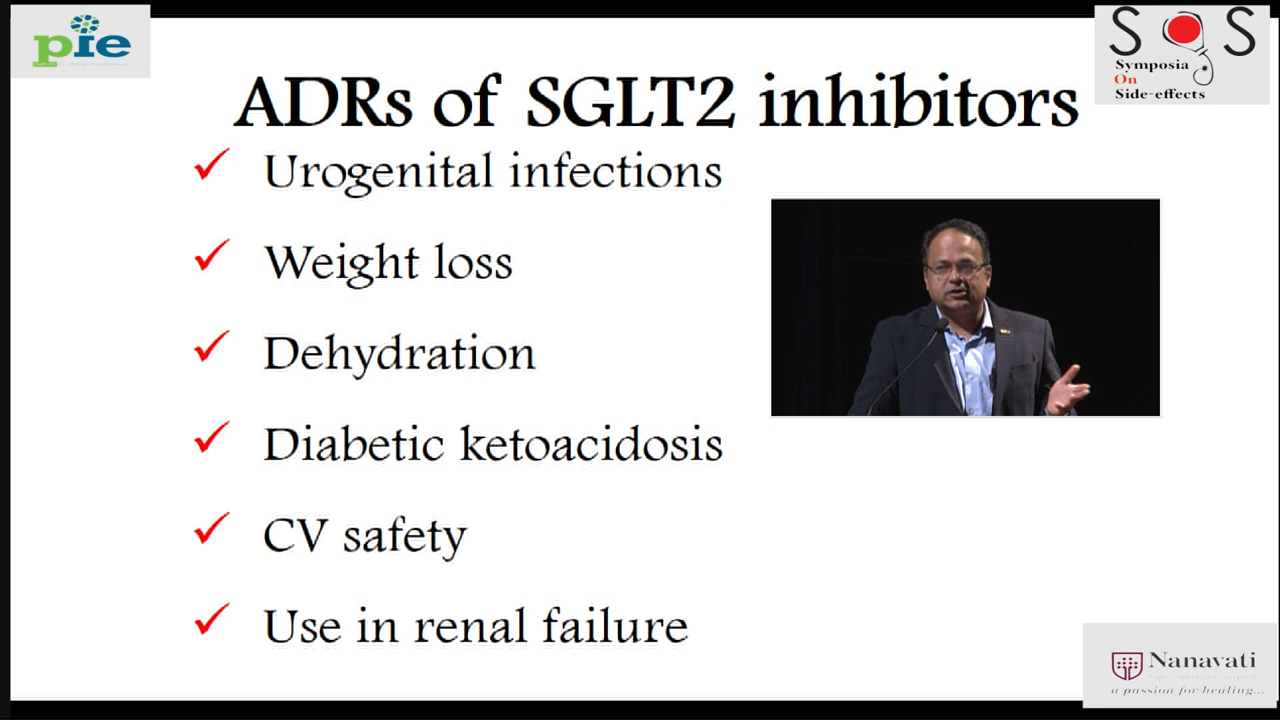 pie
S S
Symposia
On
Side-effects
ADRs of SGLT2 inhibitors
Urogenital infections
Weight loss
Dehydration
Diabetic ketoacidosis
CV safety
Use in renal failure
Nanavati
a passion for healing...